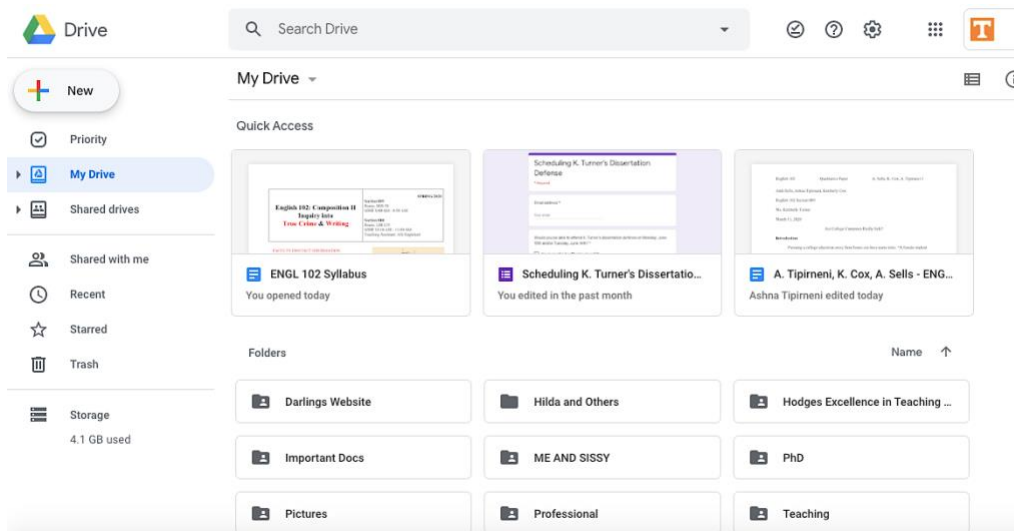 Drive
Search Drive
T
New
My Drive
Priority
My Drive
Shared drives
Shared with me
Recent
Starred
Trash
Storage
4.1 GB used
Quick Access
English 102: Composition II
Inquiry into
True Crime & Writing
Scheduling K. Turner's Dissertation
Defense
ENGL 102 Syllabus
You opened today
Scheduling K. Turner's Dissertatio...
You edited in the past month
A. Tipirneni, K. Cox, A. Sells - ENG...
Ashna Tipirneni edited today
Folders
Name
Darlings Website
Hilda and Others
Hodges Excellence in Teaching ...
Important Docs
ME AND SISSY
PhD
Pictures
Professional
Teaching